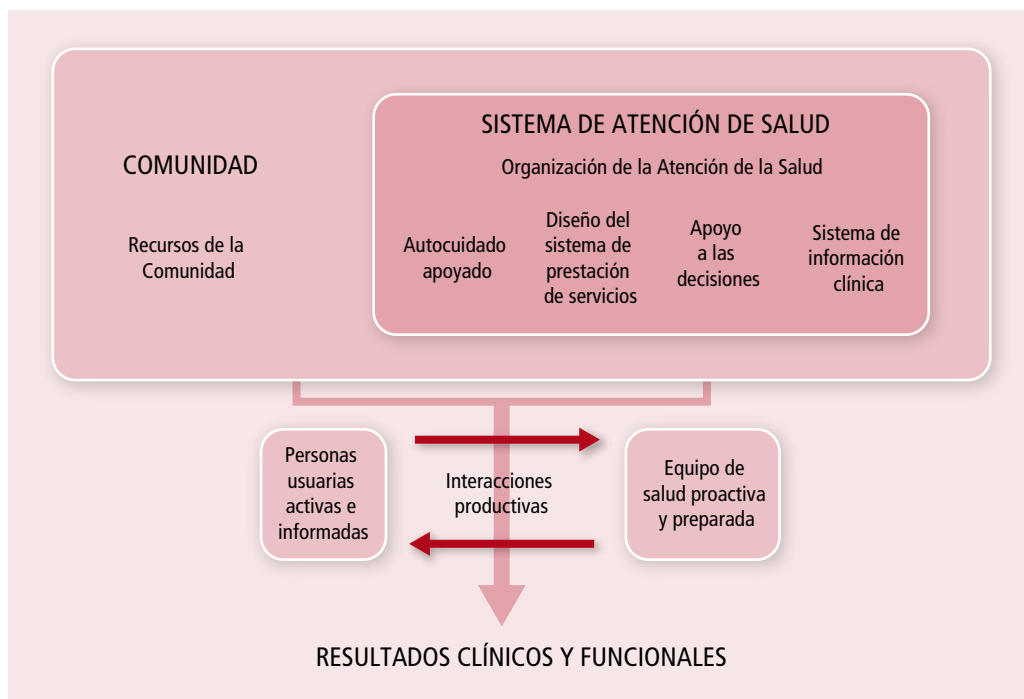 COMUNIDAD
Recursos de la
Comunidad
SISTEMA DE ATENCIÓN DE SALUD
Organización de la Atención de la Salud
Autocuidado
apoyado
Diseño del
sistema de
prestación
de servicios
Apoyo
a las
decisiones
Sistema de
información
clínica
Personas
usuarias
activas e
informadas
Interacciones
productivas
Equipo de
salud proactiva
y preparada
RESULTADOS CLÍNICOS Y FUNCIONALES